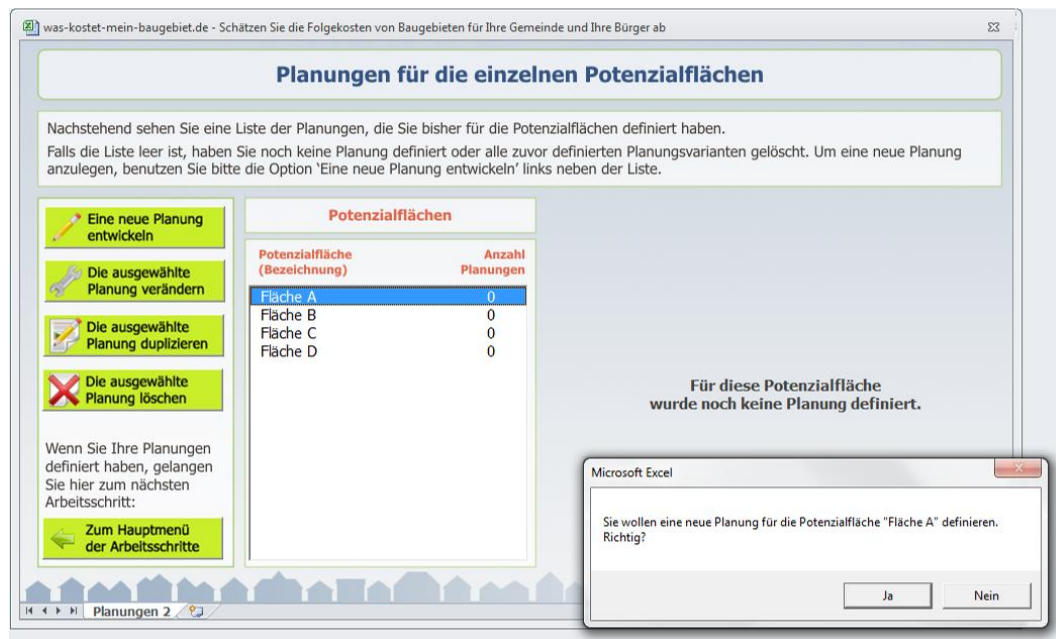 was-kostet-mein-baugebiet.de - Schätzen Sie die Folgekosten von Baugebieten für Ihre Gemeinde und Ihre Bürger ab
Planungen für die einzelnen Potenzialflächen
Nachstehend sehen Sie eine Liste der Planungen, die Sie bisher für die Potenzialflächen definiert haben.
Falls die Liste leer ist, haben Sie noch keine Planung definiert oder alle zuvor definierten Planungsvarianten gelöscht. Um eine neue Planung
anzulegen, benutzen Sie bitte die Option ‘Eine neue Planung entwickeln’ links neben der Liste.
Eine neue Planung
entwickeln
Die ausgewählte
Planung verändern
Die ausgewählte
Planung duplizieren
Die ausgewählte
Planung löschen
Wenn Sie Ihre Planungen
definiert haben, gelangen
Sie hier zum nächsten
Arbeitsschritt:
Zum Hauptmenü
der Arbeitsschritte
Potenzialflächen
Potenzialfläche Anzahl
(Bezeichnung) Planungen
Fläche A 0
Fläche B 0
Fläche C 0
Fläche D 0
Für diese Potenzialfläche
wurde noch keine Planung definiert.
Microsoft Excel
Sie wollen eine neue Planung für die Potenzialfläche "Fläche A" definieren.
Richtig?
Ja Nein
Planungen 2